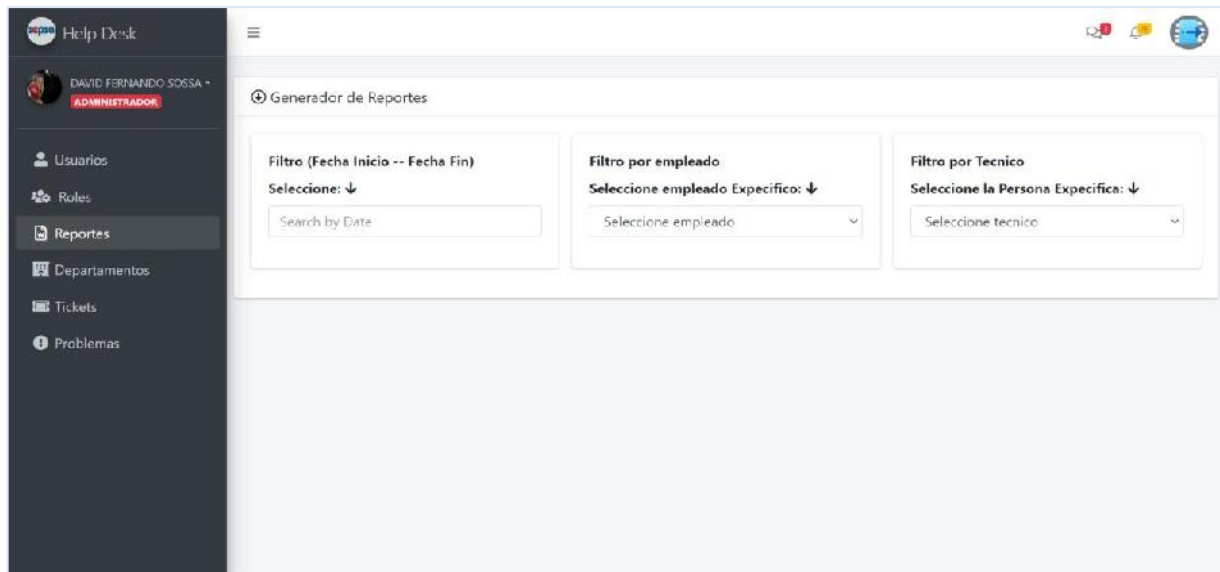 Help Desk
DAVID FERNANDO SOSSA
ADMINISTRADOR
Usuarios
Roles
Reportes
Departamentos
Tickets
Problemas
Generador de Reportes
Filtro (Fecha Inicio -- Fecha Fin)
Seleccione:
Search by Date
Filtro por empleado
Seleccione empleado Expecifico:
Seleccione empleado
Filtro por Tecnico
Seleccione la Persona Expecifica:
Seleccione tecnico